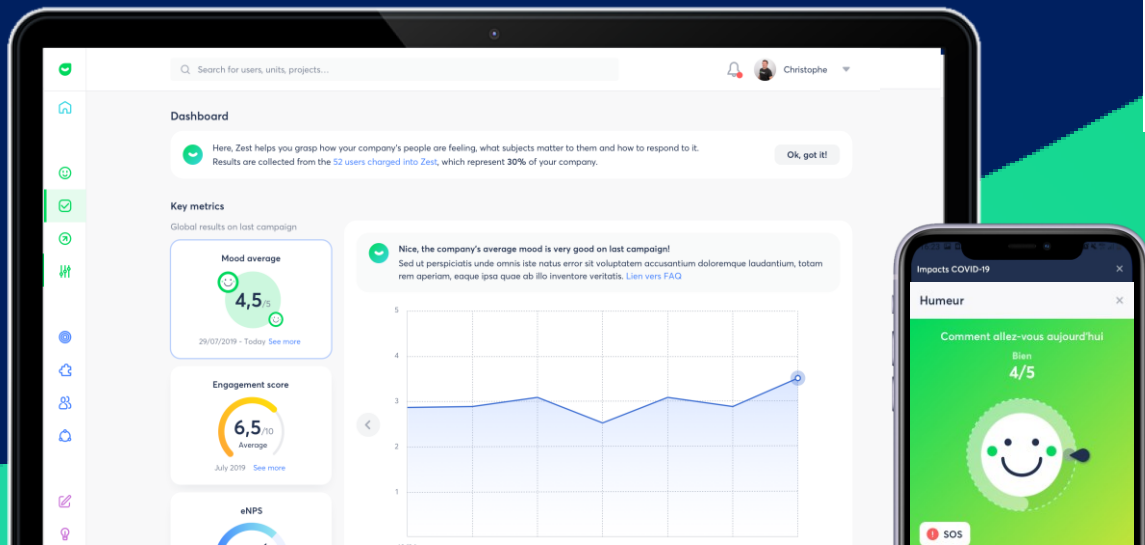 Search for users, units, projects...
Christophe
Dashboard
Here, Zest helps you grasp how your company's people are feeling, what subjects matter to them and how to respond to it.
Results are collected from the 52 users charged into Zest, which represent 30% of your company.
Ok, got it!
Key metrics
Global results on last campaign
Mood average
4,5/5
29/07/2019 - Today See more
Engagement score
6,5/10
Average
July 2019 See more
eNPS
Nice, the company's average mood is very good on last campaign!
Sed ut perspiciatis unde omnis iste natus error sit voluptatem accusantium doloremque laudantium, totam
rem aperiam, eaque ipsa quae ab illo inventore veritatis. Lien vers FAQ
5
4
3
2
1
Impacts COVID-19
Humeur
Comment allez-vous aujourd'hui
Bien
4/5
SOS